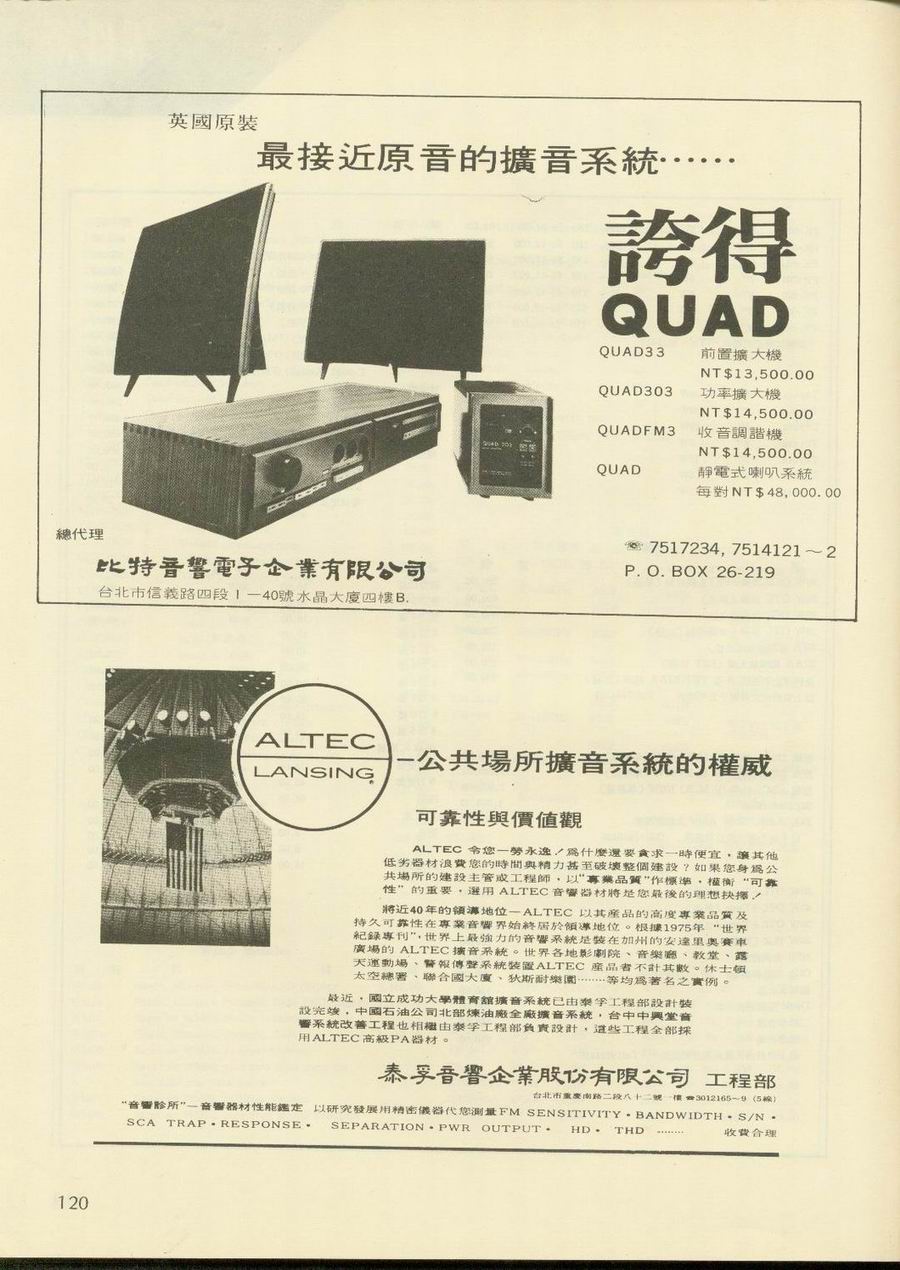 英國原裝
最接近原音的擴音系統……
誇得
QUAD
QUAD33 前置擴大機
NT$13,500.00
QUAD303 功率擴大機
NT$14,500.00
QUADFM3 收音調諧機
NT$14,500.00
QUAD 靜電式喇叭系統
每對NT$48,000.00
QUAD 303
總代理
比特音響電子企業有限公司
台北市信義路四段1—40號水晶大廈四樓B.
☏ 7517234, 7514121～2
P. O. BOX 26-219
ALTEC
LANSING®
—公共場所擴音系統的權威
可靠性與價值觀
ALTEC 令您一勞永逸！爲什麼還要貪求一時便宜，讓其他
低劣器材浪費您的時間與精力甚至破壞整個建設？如果您身爲公
共場所的建設主管或工程師，以“專業品質”作標準，權衡“可靠
性”的重要，選用ALTEC音響器材將是您最後的理想抉擇！
將近40年的領導地位—ALTEC 以其産品的高度專業品質及
持久可靠性在專業音響界始終居於領導地位。根據1975年“世界
紀錄專刊”，世界上最強力的音響系統是裝在加州的安達里奧賽車
廣場的 ALTEC擴音系統。世界各地影劇院、音樂廳、教堂、露
天運動場、警報傳聲系統裝置ALTEC 産品者不計其數。休士頓
太空總署、聯合國大廈、狄斯耐樂園……等均爲著名之實例。
最近，國立成功大學體育舘擴音系統已由泰孚工程部設計裝
設完竣，中國石油公司北部煉油廠全廠擴音系統，台中中興堂音
響系統改善工程也相繼由泰孚工程部負責設計，這些工程全部採
用ALTEC高級PA器材。
泰孚音響企業股份有限公司 工程部
台北市重慶南路二段八十二號一樓 ☎3012165～9（5線）
“音響診所”—音響器材性能鑑定 以研究發展用精密儀器代您測量FM SENSITIVITY・BANDWIDTH・S/N・
SCA TRAP・RESPONSE・ SEPARATION・PWR OUTPUT・ HD・ THD ……… 收費合理
120